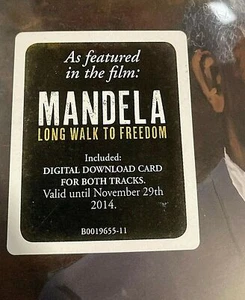 As featured
in the film:
MANDELA
LONG WALK TO FREEDOM
Included:
DIGITAL DOWNLOAD CARD
FOR BOTH TRACKS.
Valid until November 29th
2014.
B0019655-11